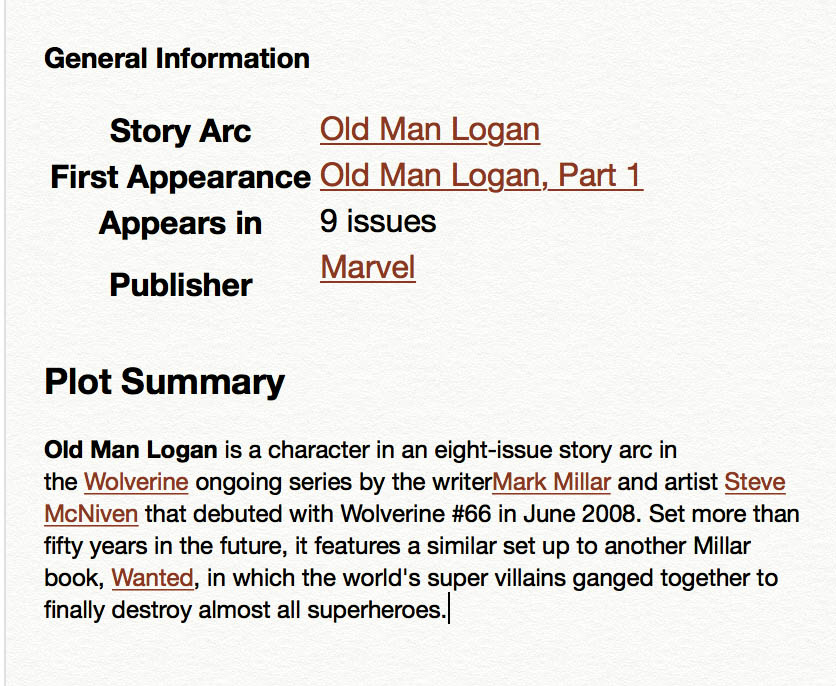 General Information
Story Arc Old Man Logan
First Appearance Old Man Logan, Part 1
Appears in 9 issues
Publisher Marvel
Plot Summary
Old Man Logan is a character in an eight-issue story arc in
the Wolverine ongoing series by the writerMark Millar and artist Steve
McNiven that debuted with Wolverine #66 in June 2008. Set more than
fifty years in the future, it features a similar set up to another Millar
book, Wanted, in which the world's super villains ganged together to
finally destroy almost all superheroes.